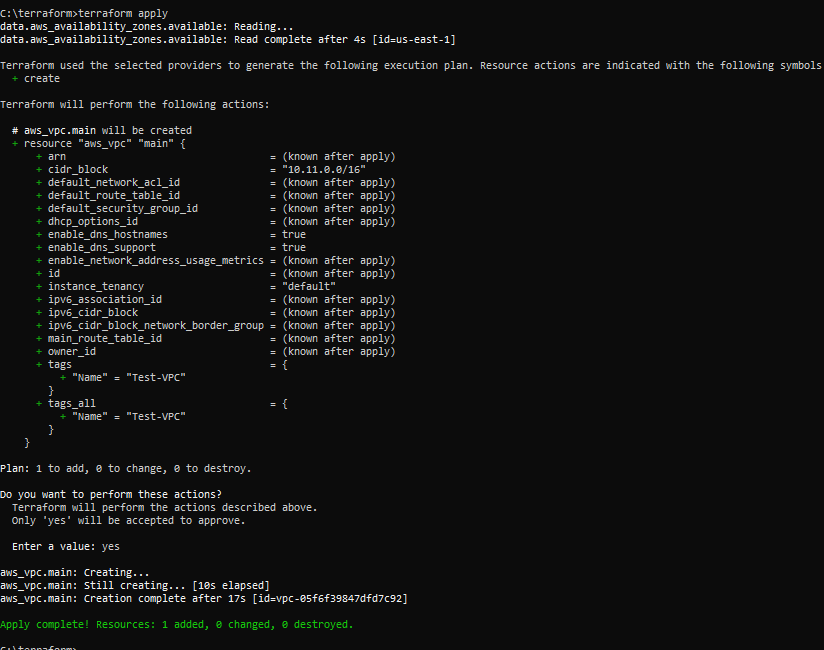 C:\terraform>terraform apply
data.aws_availability_zones.available: Reading...
data.aws_availability_zones.available: Read complete after 4s [id=us-east-1]
Terraform used the selected providers to generate the following execution plan. Resource actions are indicated with the following symbols
+ create
Terraform will perform the following actions:
# aws_vpc.main will be created
+ resource "aws_vpc" "main" {
+ arn = (known after apply)
+ cidr_block = "10.11.0.0/16"
+ default_network_acl_id = (known after apply)
+ default_route_table_id = (known after apply)
+ default_security_group_id = (known after apply)
+ dhcp_options_id = (known after apply)
+ enable_dns_hostnames = true
+ enable_dns_support = true
+ enable_network_address_usage_metrics = (known after apply)
+ id = (known after apply)
+ instance_tenancy = "default"
+ ipv6_association_id = (known after apply)
+ ipv6_cidr_block = (known after apply)
+ ipv6_cidr_block_network_border_group = (known after apply)
+ main_route_table_id = (known after apply)
+ owner_id = (known after apply)
+ tags = {
+ "Name" = "Test-VPC"
}
+ tags_all = {
+ "Name" = "Test-VPC"
}
}
Plan: 1 to add, 0 to change, 0 to destroy.
Do you want to perform these actions?
Terraform will perform the actions described above.
Only 'yes' will be accepted to approve.
Enter a value: yes
aws_vpc.main: Creating...
aws_vpc.main: Still creating... [10s elapsed]
aws_vpc.main: Creation complete after 17s [id=vpc-05f6f39847dfd7c92]
Apply complete! Resources: 1 added, 0 changed, 0 destroyed.
C:\terraform>